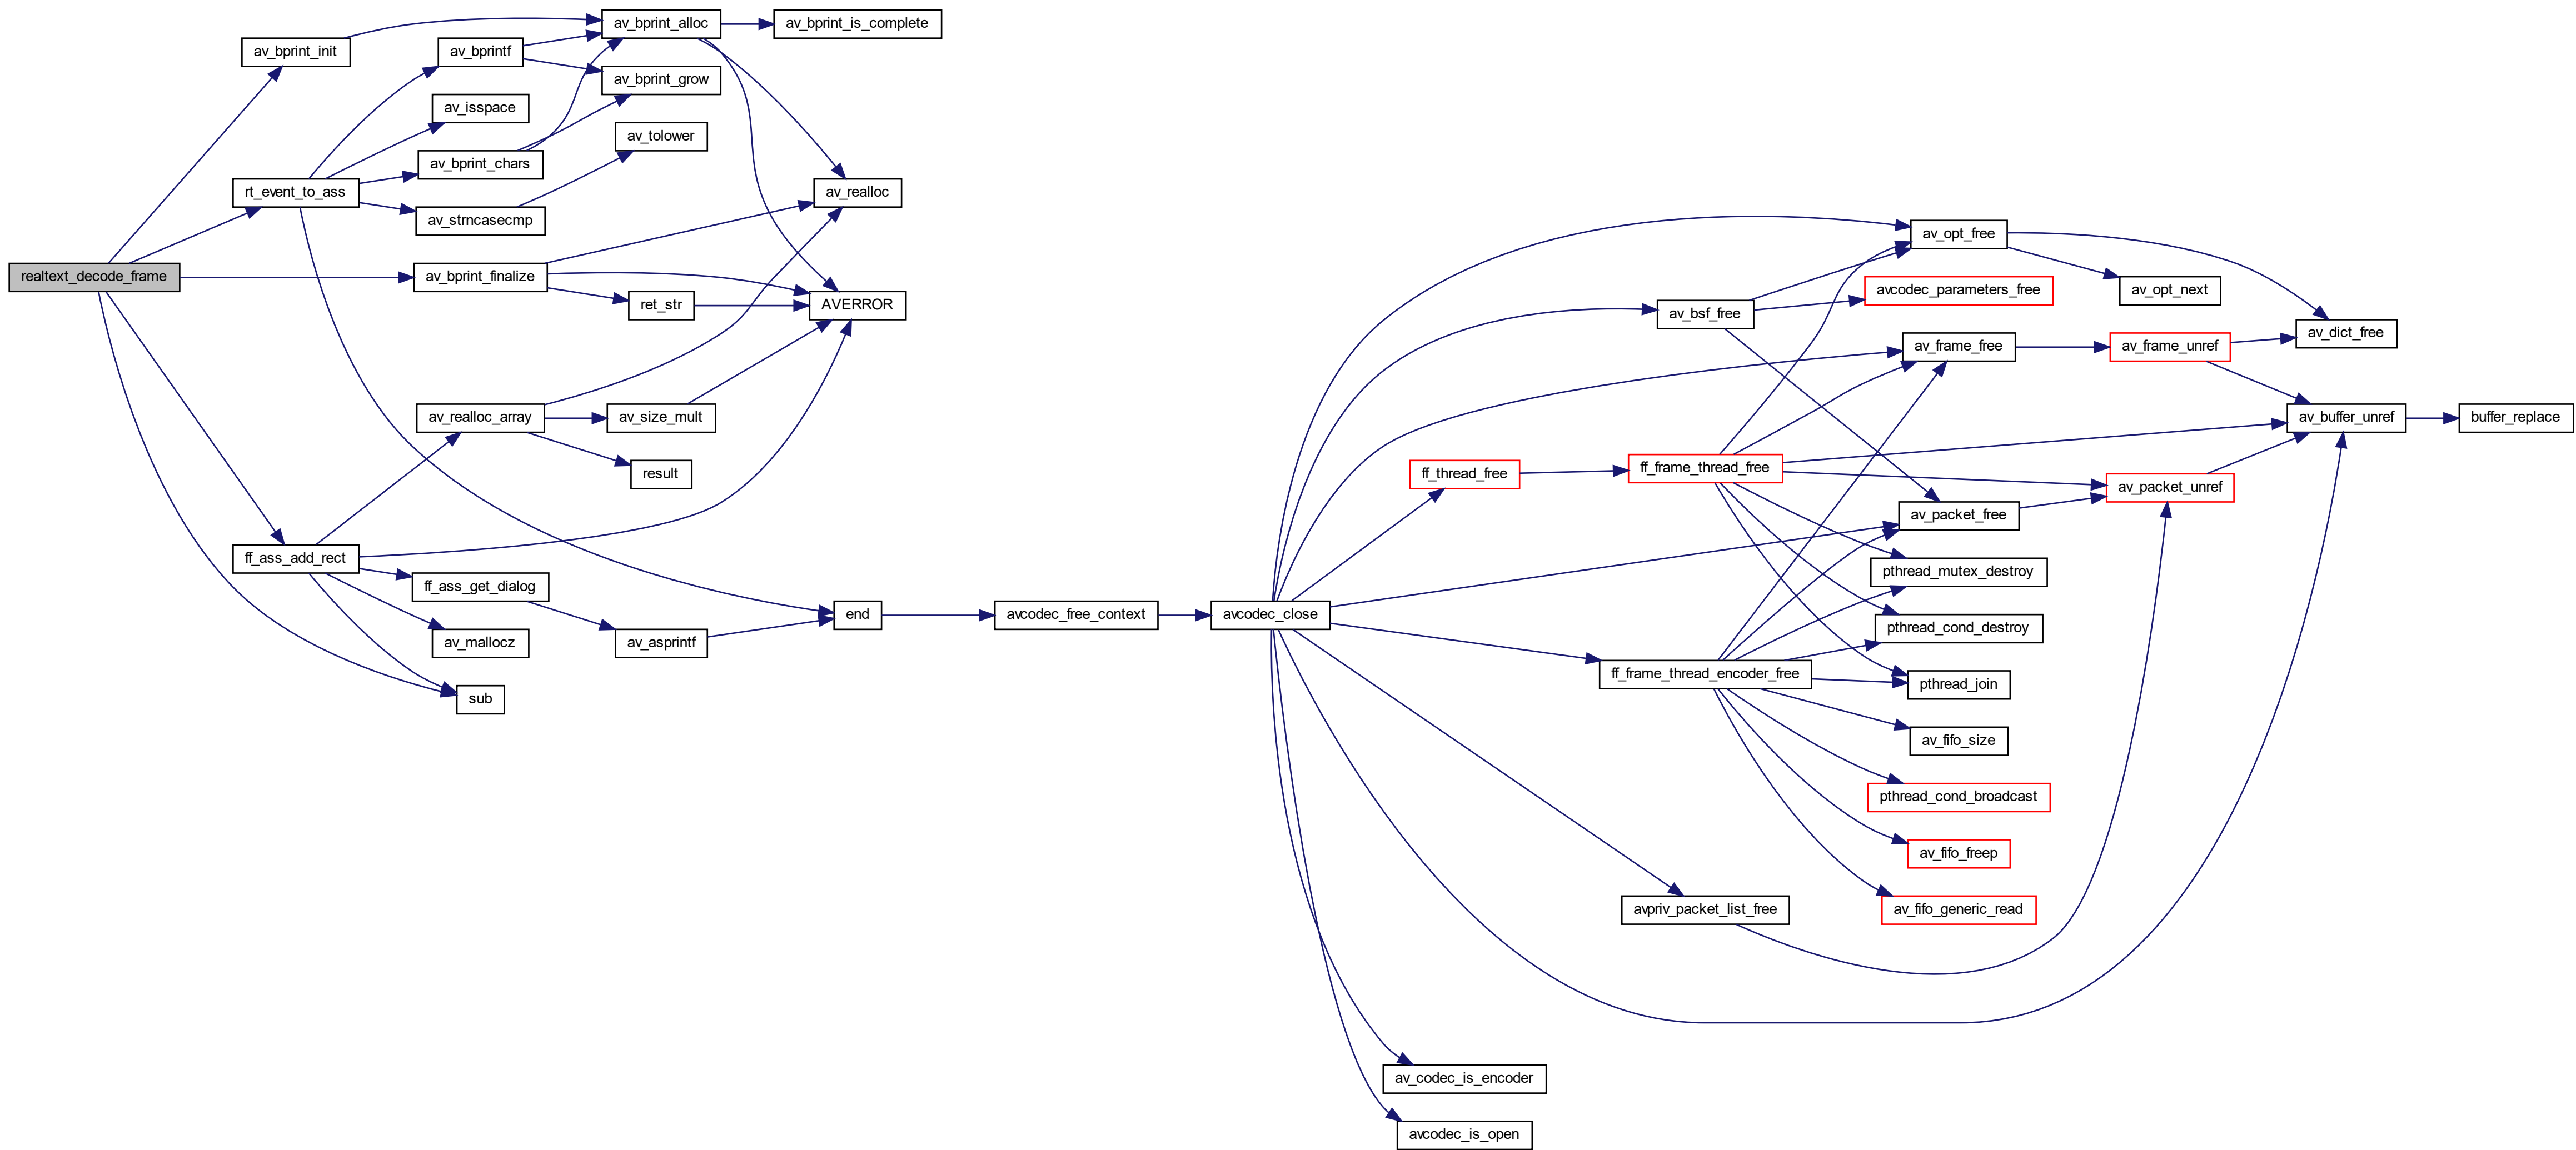 realtext_decode_frame
av_bprint_init
rt_event_to_ass
av_bprintf
av_isspace
av_bprint_chars
av_strncasecmp
av_bprint_finalize
av_bprint_alloc
av_bprint_grow
av_tolower
av_bprint_is_complete
av_realloc
ret_str
AVERROR
av_realloc_array
av_size_mult
result
ff_ass_add_rect
ff_ass_get_dialog
av_mallocz
sub
av_asprintf
end
avcodec_free_context
avcodec_close
ff_thread_free
av_bsf_free
ff_frame_thread_free
ff_frame_thread_encoder_free
avpriv_packet_list_free
av_codec_is_encoder
avcodec_is_open
av_opt_free
avcodec_parameters_free
av_frame_free
av_packet_free
pthread_mutex_destroy
pthread_cond_destroy
pthread_join
av_fifo_size
pthread_cond_broadcast
av_fifo_freep
av_fifo_generic_read
av_opt_next
av_frame_unref
av_packet_unref
av_dict_free
av_buffer_unref
buffer_replace